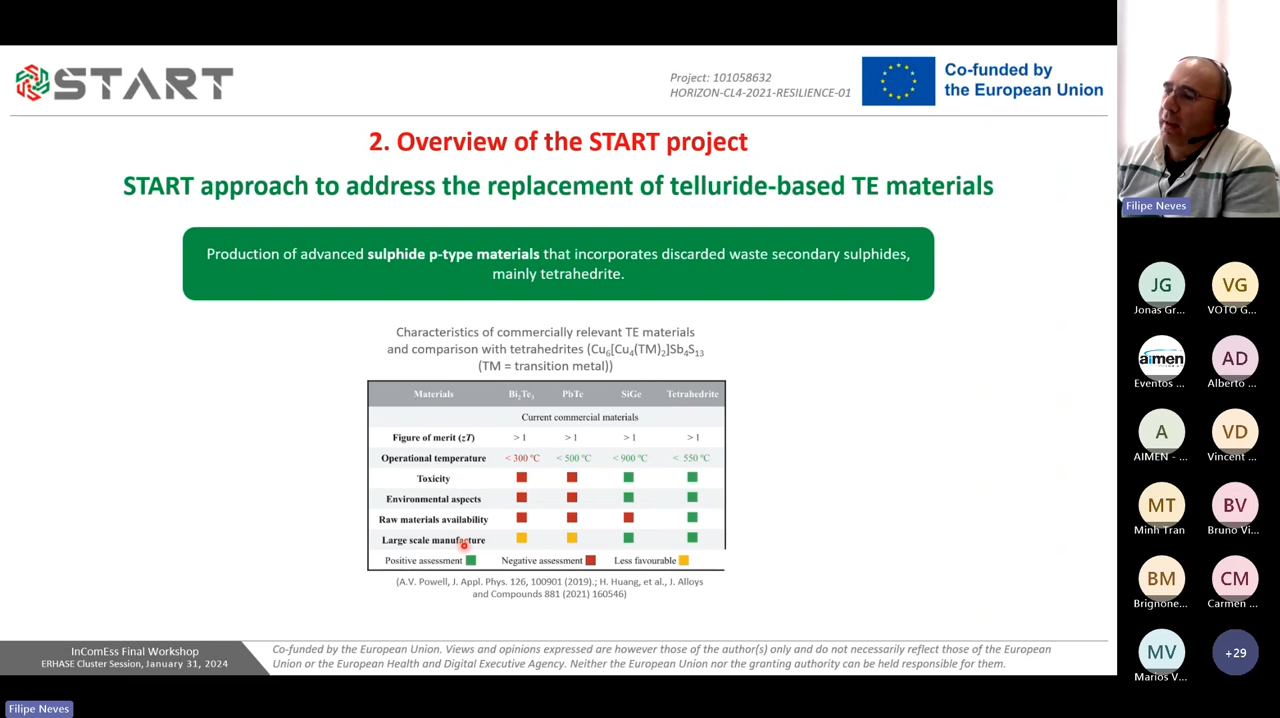 START
Project: 101058632
HORIZON-CL4-2021-RESILIENCE-01
Co-funded by
the European Union
2. Overview of the START project
START approach to address the replacement of telluride-based TE materials
Production of advanced sulphide p-type materials that incorporates discarded waste secondary sulphides,
mainly tetrahedrite.
Characteristics of commercially relevant TE materials
and comparison with tetrahedrites (Cu₆[Cu₄(TM)₂]Sb₄S₁₃
(TM = transition metal))
Materials Bi₂Te₃ PbTe SiGe Tetrahedrite
Current commercial materials
Figure of merit (zT) > 1 > 1 > 1 > 1
Operational temperature < 300 °C < 500 °C < 900 °C < 550 °C
Toxicity
Environmental aspects
Raw materials availability
Large scale manufacture
Positive assessment Negative assessment Less favourable
(A.V. Powell, J. Appl. Phys. 126, 100901 (2019).; H. Huang, et al., J. Alloys
and Compounds 881 (2021) 160546)
InComEss Final Workshop
ERHASE Cluster Session, January 31, 2024
Co-funded by the European Union. Views and opinions expressed are however those of the author(s) only and do not necessarily reflect those of the European
Union or the European Health and Digital Executive Agency. Neither the European Union nor the granting authority can be held responsible for them.
Filipe Neves
JG VG
Jonas Gr... VOTO G...
aimen AD
Eventos ... Alberto ...
A VD
AIMEN - ... Vincent ...
MT BV
Minh Tran Bruno Vi...
BM CM
Brignone... Carmen ...
MV +29
Marios V...
Filipe Neves